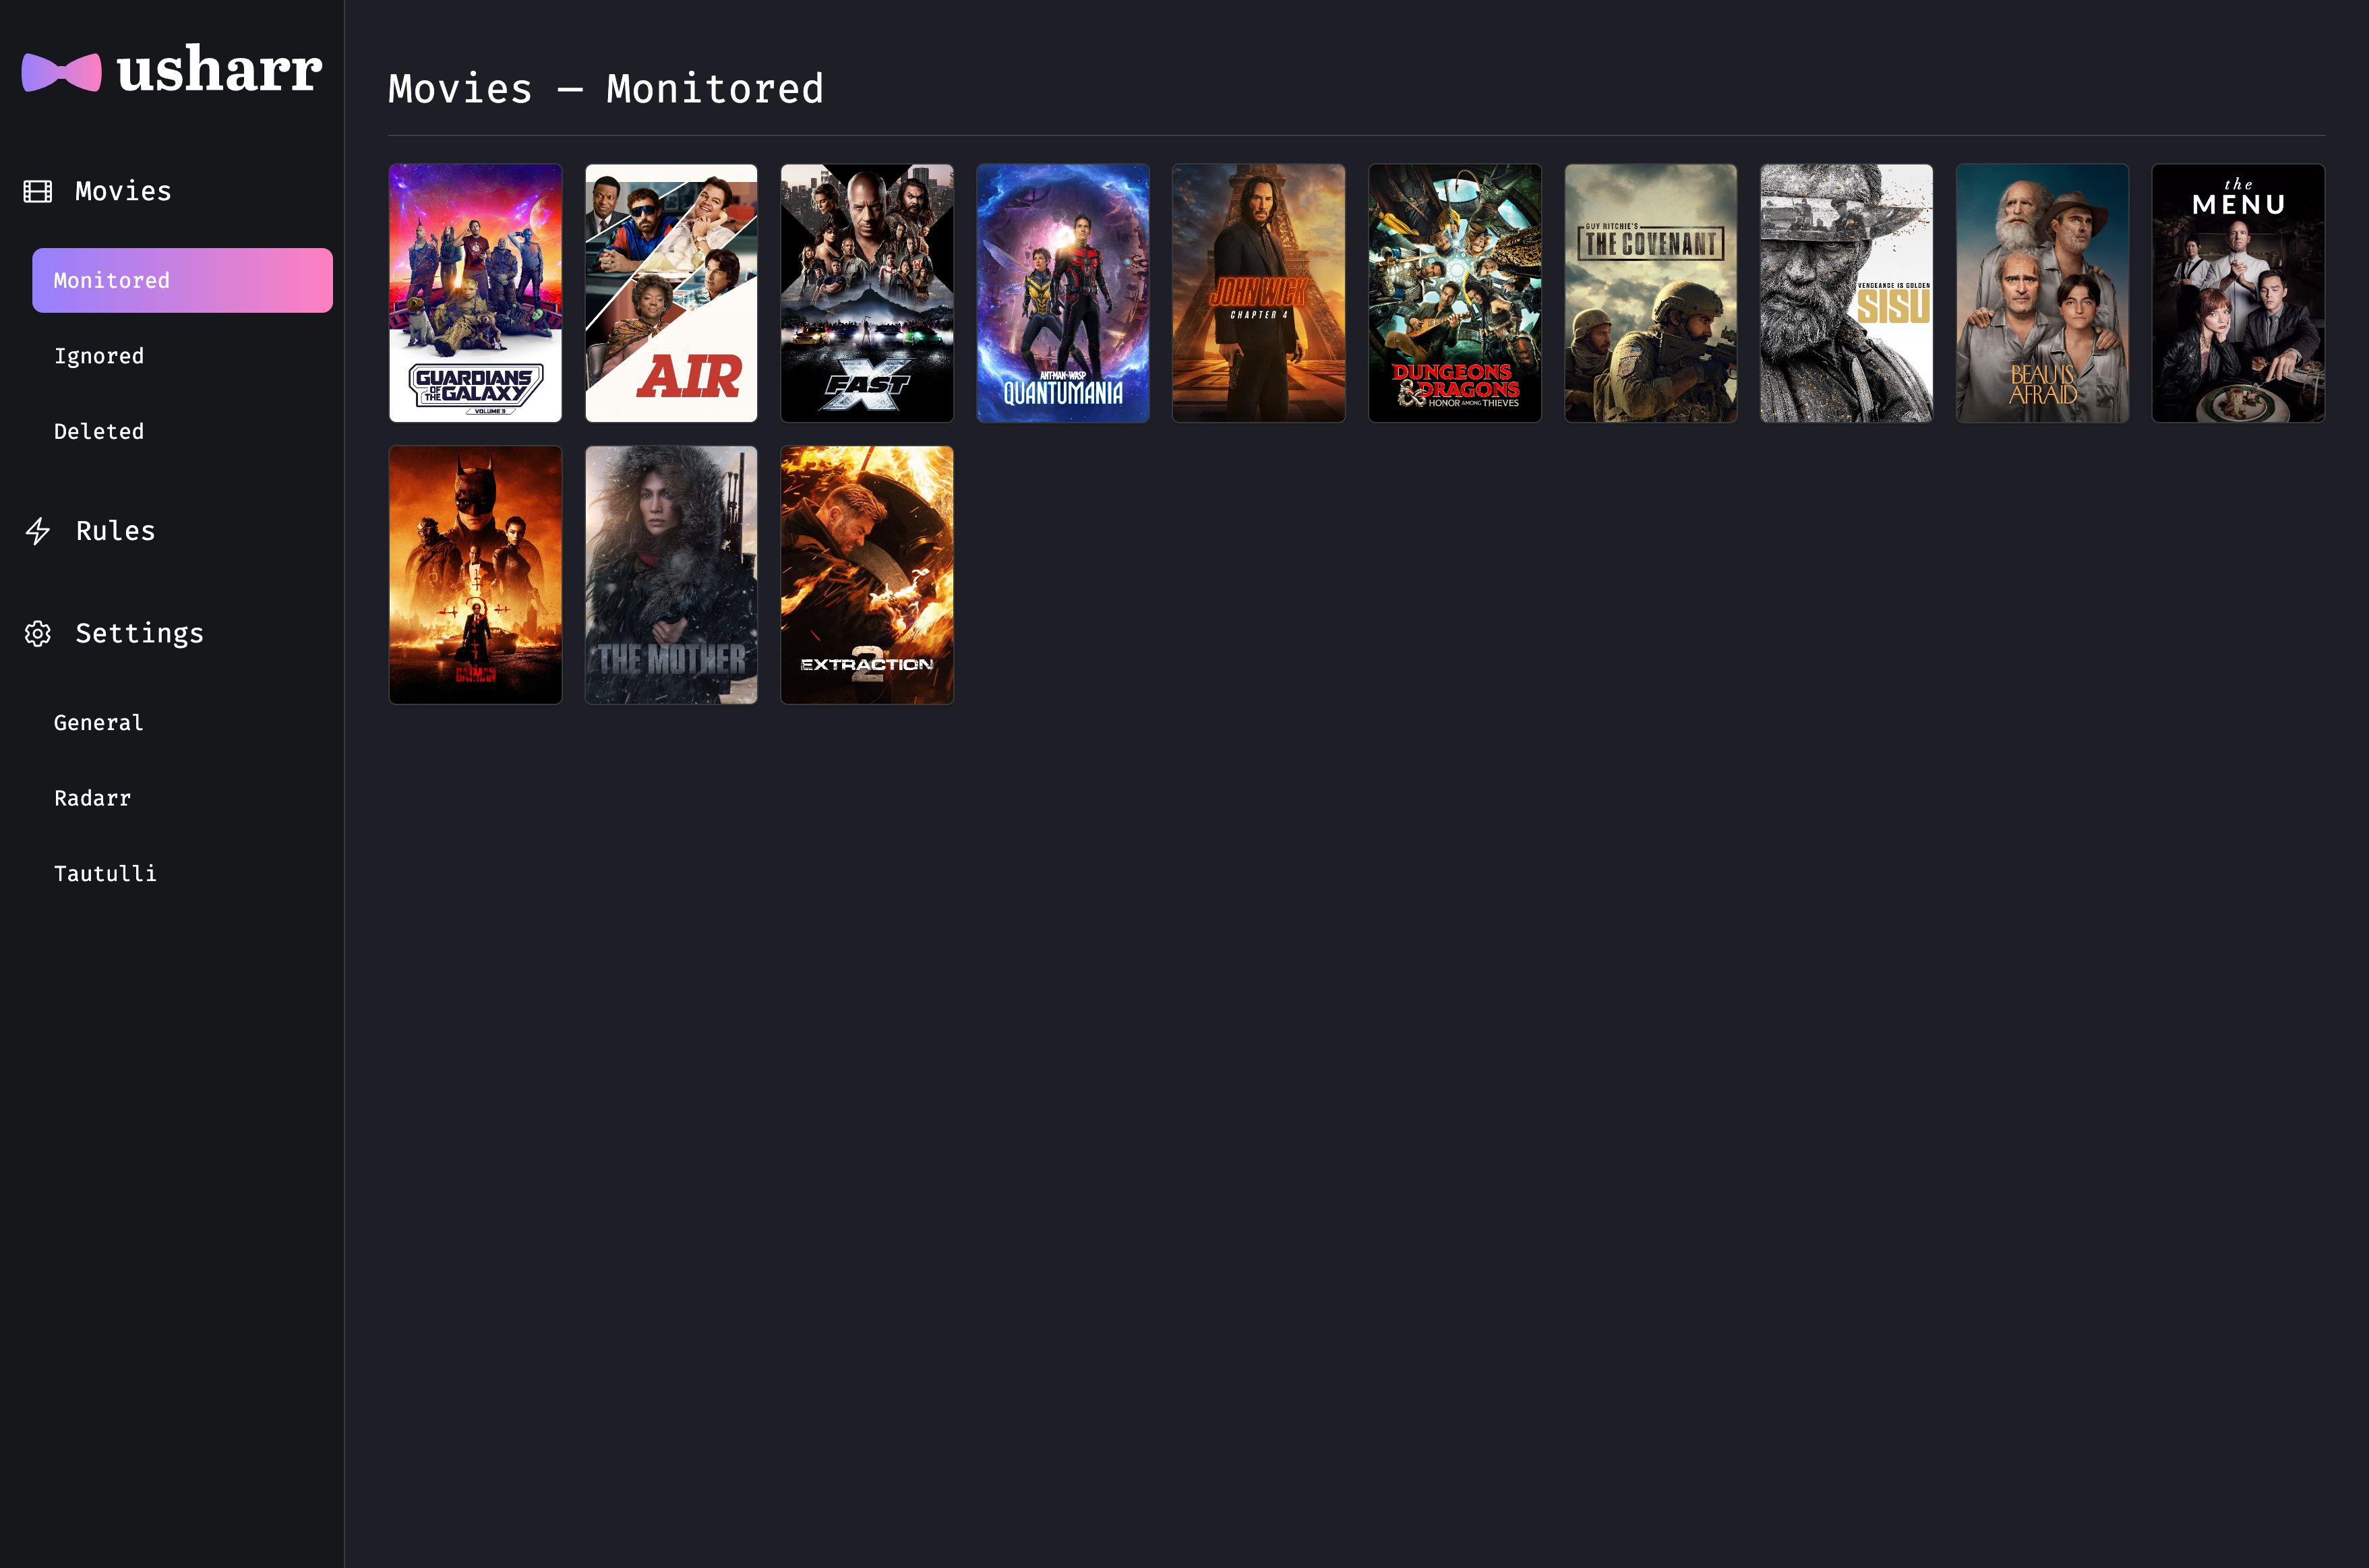 usharr
Movies
Monitored
Ignored
Deleted
Rules
Settings
General
Radarr
Tautulli
Movies — Monitored
GUARDIANS
OF THE GALAXY
VOLUME 3
AIR
FAST X
ANT-MAN AND THE WASP
QUANTUMANIA
JOHN WICK
CHAPTER 4
DUNGEONS
& DRAGONS
HONOR AMONG THIEVES
GUY RITCHIE'S
THE COVENANT
VENGEANCE IS GOLDEN
SISU
BEAU IS
AFRAID
the
MENU
THE BATMAN
THE MOTHER
EXTRACTION
2